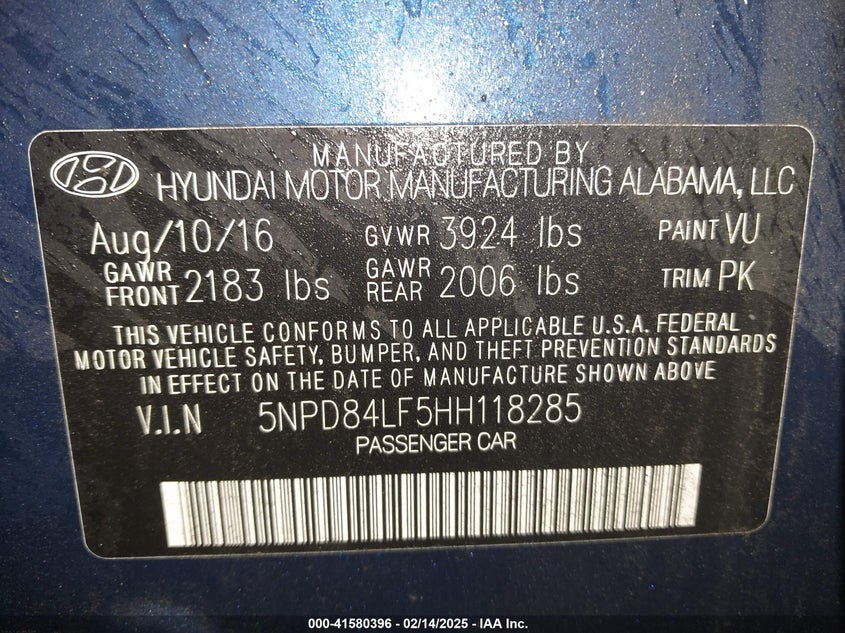 MANUFACTURED BY
HYUNDAI MOTOR MANUFACTURING ALABAMA, LLC
Aug/10/16 GVWR 3924 lbs PAINT VU
GAWR FRONT 2183 lbs GAWR REAR 2006 lbs TRIM PK
THIS VEHICLE CONFORMS TO ALL APPLICABLE U.S.A. FEDERAL
MOTOR VEHICLE SAFETY, BUMPER, AND THEFT PREVENTION STANDARDS
IN EFFECT ON THE DATE OF MANUFACTURE SHOWN ABOVE
V.I.N 5NPD84LF5HH118285
PASSENGER CAR
000-41580396 - 02/14/2025 - IAA Inc.